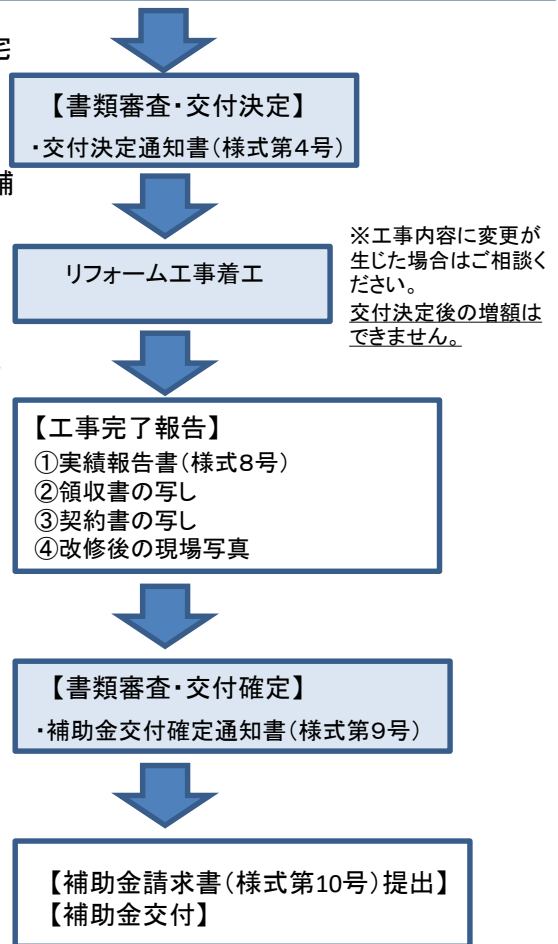 宅
【書類審査・交付決定】
・交付決定通知書(様式第4号)
補
リフォーム工事着工
※工事内容に変更が
生じた場合はご相談く
ださい。
交付決定後の増額は
できません。
【工事完了報告】
①実績報告書(様式8号)
②領収書の写し
③契約書の写し
④改修後の現場写真
【書類審査・交付確定】
・補助金交付確定通知書(様式第9号)
【補助金請求書(様式第10号)提出】
【補助金交付】